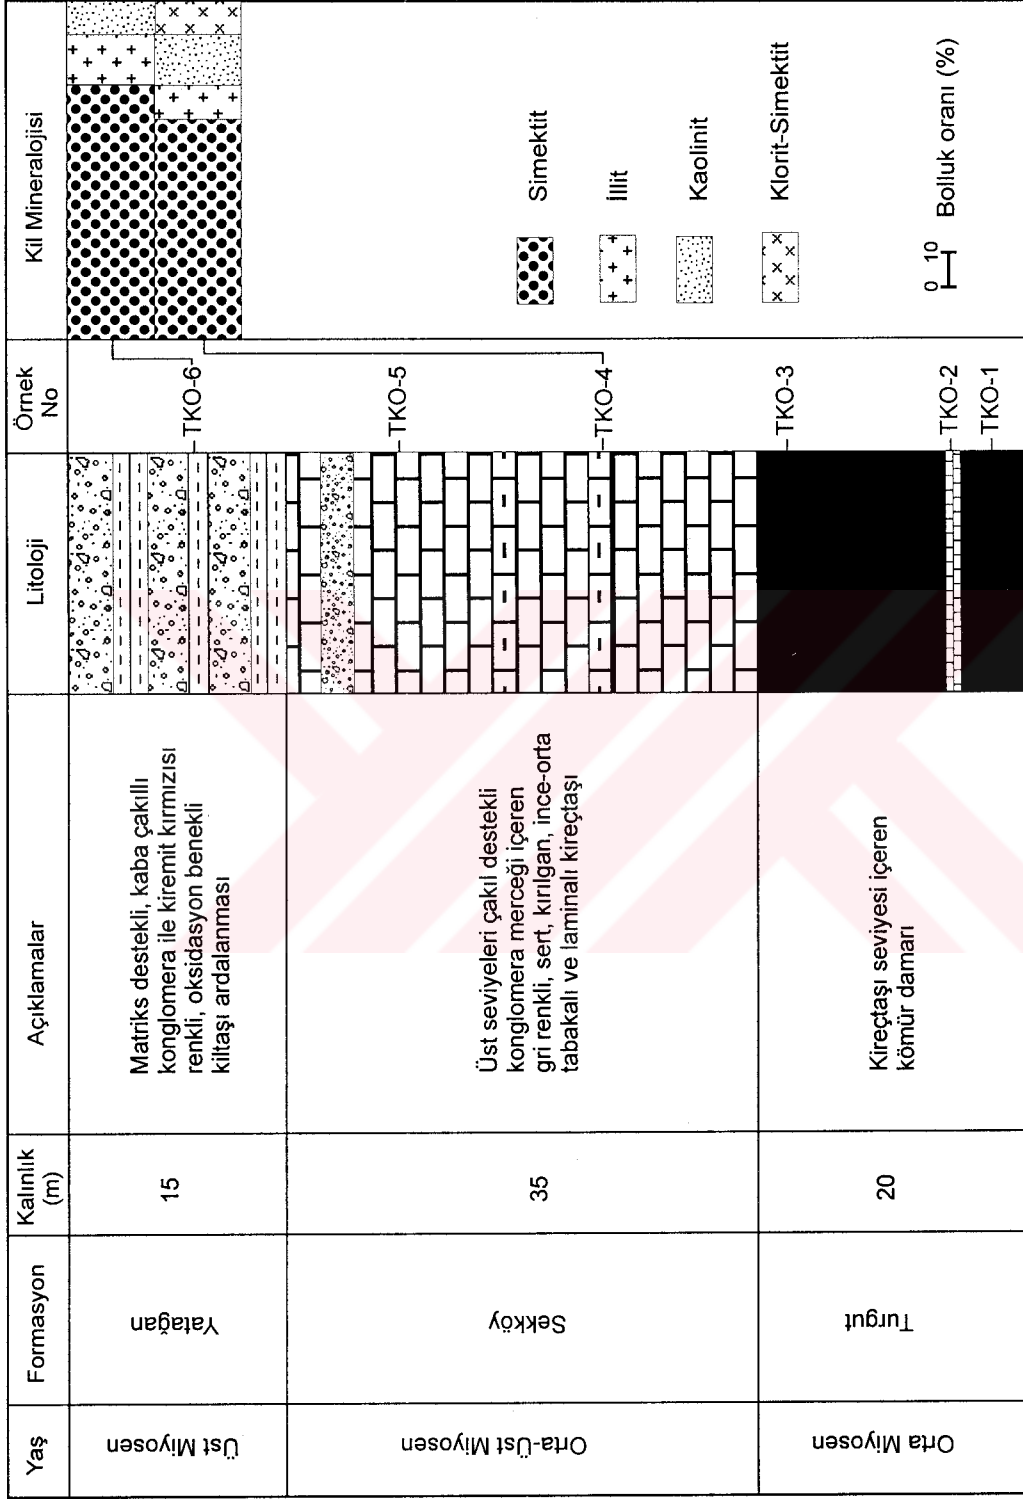 Yaş
Formasyon
Kalınlık
(m)
Açıklamalar
Litoloji
Örnek
No
Kil Mineralojisi
Üst Miyosen
Yatağan
15
Matriks destekli, kaba çakıllı
konglomera ile kiremit kırmızısı
renkli, oksidasyon benekli
kiltaşı ardalanması
TKO-6
Orta-Üst Miyosen
Sekköy
35
Üst seviyeleri çakıl destekli
konglomera merceği içeren
gri renkli, sert, kırılgan, ince-orta
tabakalı ve laminalı kireçtaşı
TKO-5
TKO-4
Orta Miyosen
Turgut
20
Kireçtaşı seviyesi içeren
kömür damarı
TKO-3
TKO-2
TKO-1
Simektit
İllit
Kaolinit
Klorit-Simektit
0 10
Bolluk oranı (%)